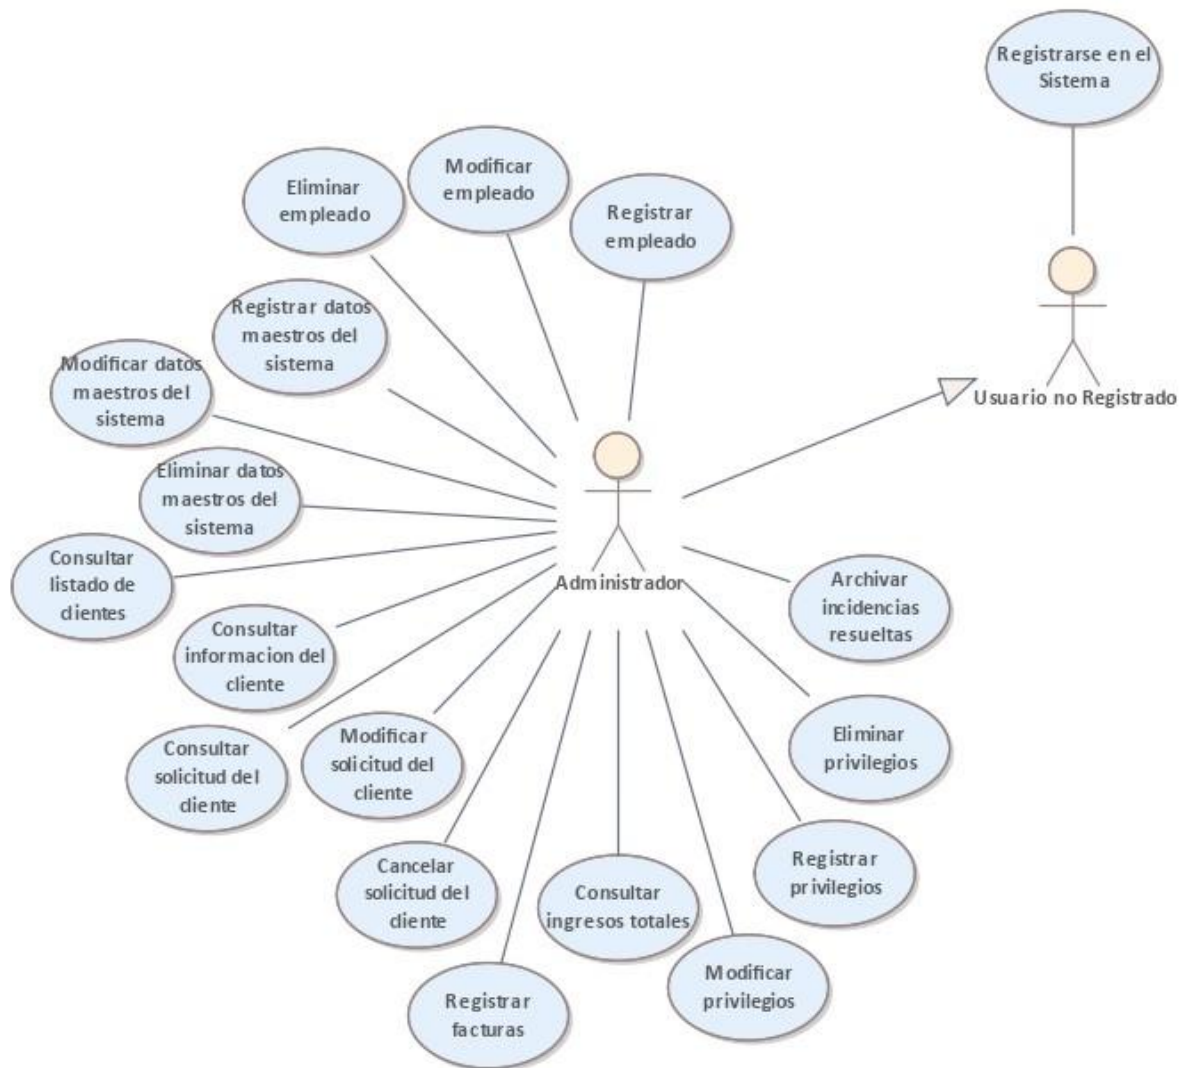 Registrarse en el
Sistema
Modificar
empleado
Eliminar
empleado
Registrar
empleado
Registrar datos
maestros del
sistema
Modificar datos
maestros del
sistema
Usuario no Registrado
Eliminar datos
maestros del
sistema
Consultar
listado de
clientes
Administrador
Archivar
incidencias
resueltas
Consultar
informacion del
cliente
Consultar
solicitud del
cliente
Modificar
solicitud del
cliente
Eliminar
privilegios
Cancelar
solicitud del
cliente
Consultar
ingresos totales
Registrar
privilegios
Registrar
facturas
Modificar
privilegios